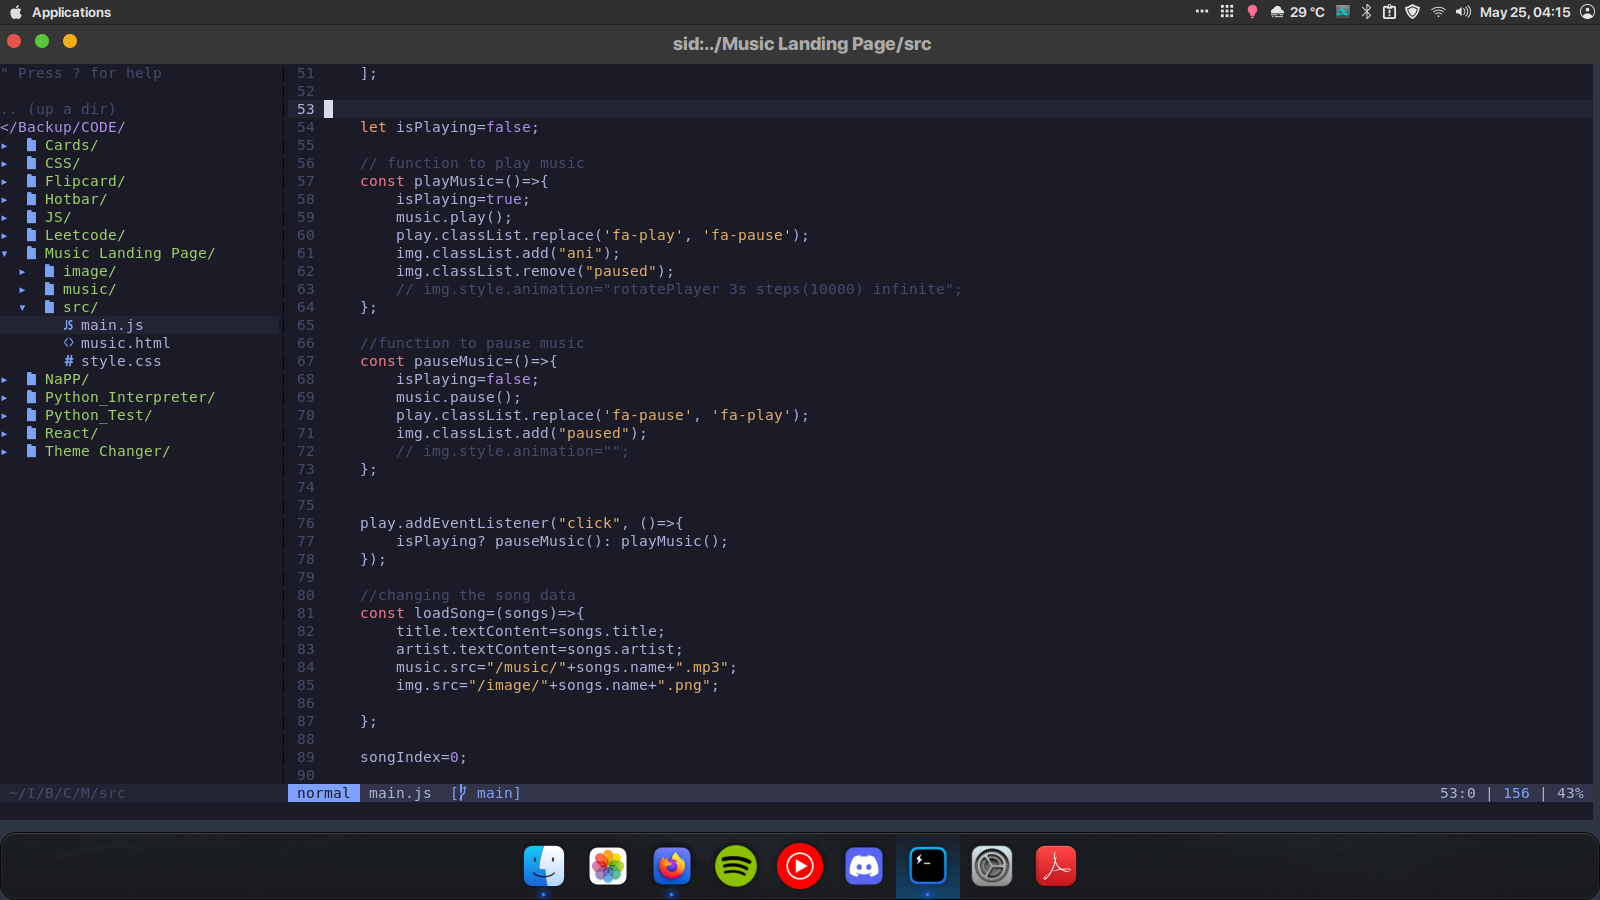 Applications
29 °C
May 25, 04:15
sid:../Music Landing Page/src
" Press ? for help
.. (up a dir)
</Backup/CODE/
▸ Cards/
▸ CSS/
▸ Flipcard/
▸ Hotbar/
▸ JS/
▸ Leetcode/
▾ Music Landing Page/
▸ image/
▸ music/
▾ src/
JS main.js
<> music.html
# style.css
▸ NaPP/
▸ Python_Interpreter/
▸ Python_Test/
▸ React/
▸ Theme Changer/
51 ];
52
53
54 let isPlaying=false;
55
56 // function to play music
57 const playMusic=()=>{
58 isPlaying=true;
59 music.play();
60 play.classList.replace('fa-play', 'fa-pause');
61 img.classList.add("ani");
62 img.classList.remove("paused");
63 // img.style.animation="rotatePlayer 3s steps(10000) infinite";
64 };
65
66 //function to pause music
67 const pauseMusic=()=>{
68 isPlaying=false;
69 music.pause();
70 play.classList.replace('fa-pause', 'fa-play');
71 img.classList.add("paused");
72 // img.style.animation="";
73 };
74
75
76 play.addEventListener("click", ()=>{
77 isPlaying? pauseMusic(): playMusic();
78 });
79
80 //changing the song data
81 const loadSong=(songs)=>{
82 title.textContent=songs.title;
83 artist.textContent=songs.artist;
84 music.src="/music/"+songs.name+".mp3";
85 img.src="/image/"+songs.name+".png";
86
87 };
88
89 songIndex=0;
90
~/I/B/C/M/src
normal main.js [ main]
53:0 | 156 | 43%